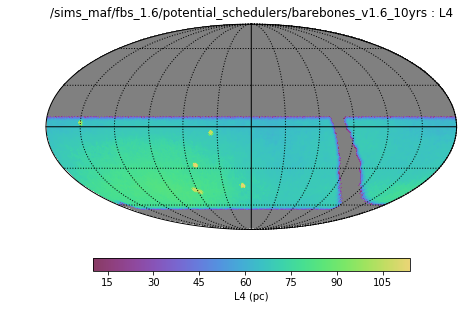 /sims_maf/fbs_1.6/potential_schedulers/barebones_v1.6_10yrs : L4
15 30 45 60 75 90 105
L4 (pc)